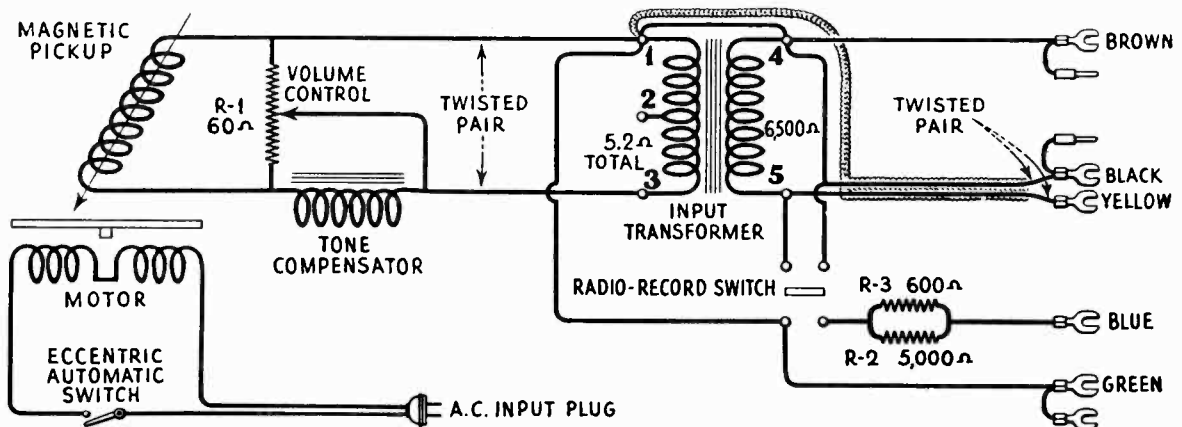 MAGNETIC
PICKUP
R-1
60Ω
VOLUME
CONTROL
TWISTED
PAIR
1
2
3
5.2Ω
TOTAL
4
5
6,500Ω
INPUT
TRANSFORMER
TWISTED
PAIR
BROWN
BLACK
YELLOW
TONE
COMPENSATOR
MOTOR
RADIO-RECORD SWITCH
R-3 600Ω
R-2 5,000Ω
BLUE
GREEN
ECCENTRIC
AUTOMATIC
SWITCH
A.C. INPUT PLUG